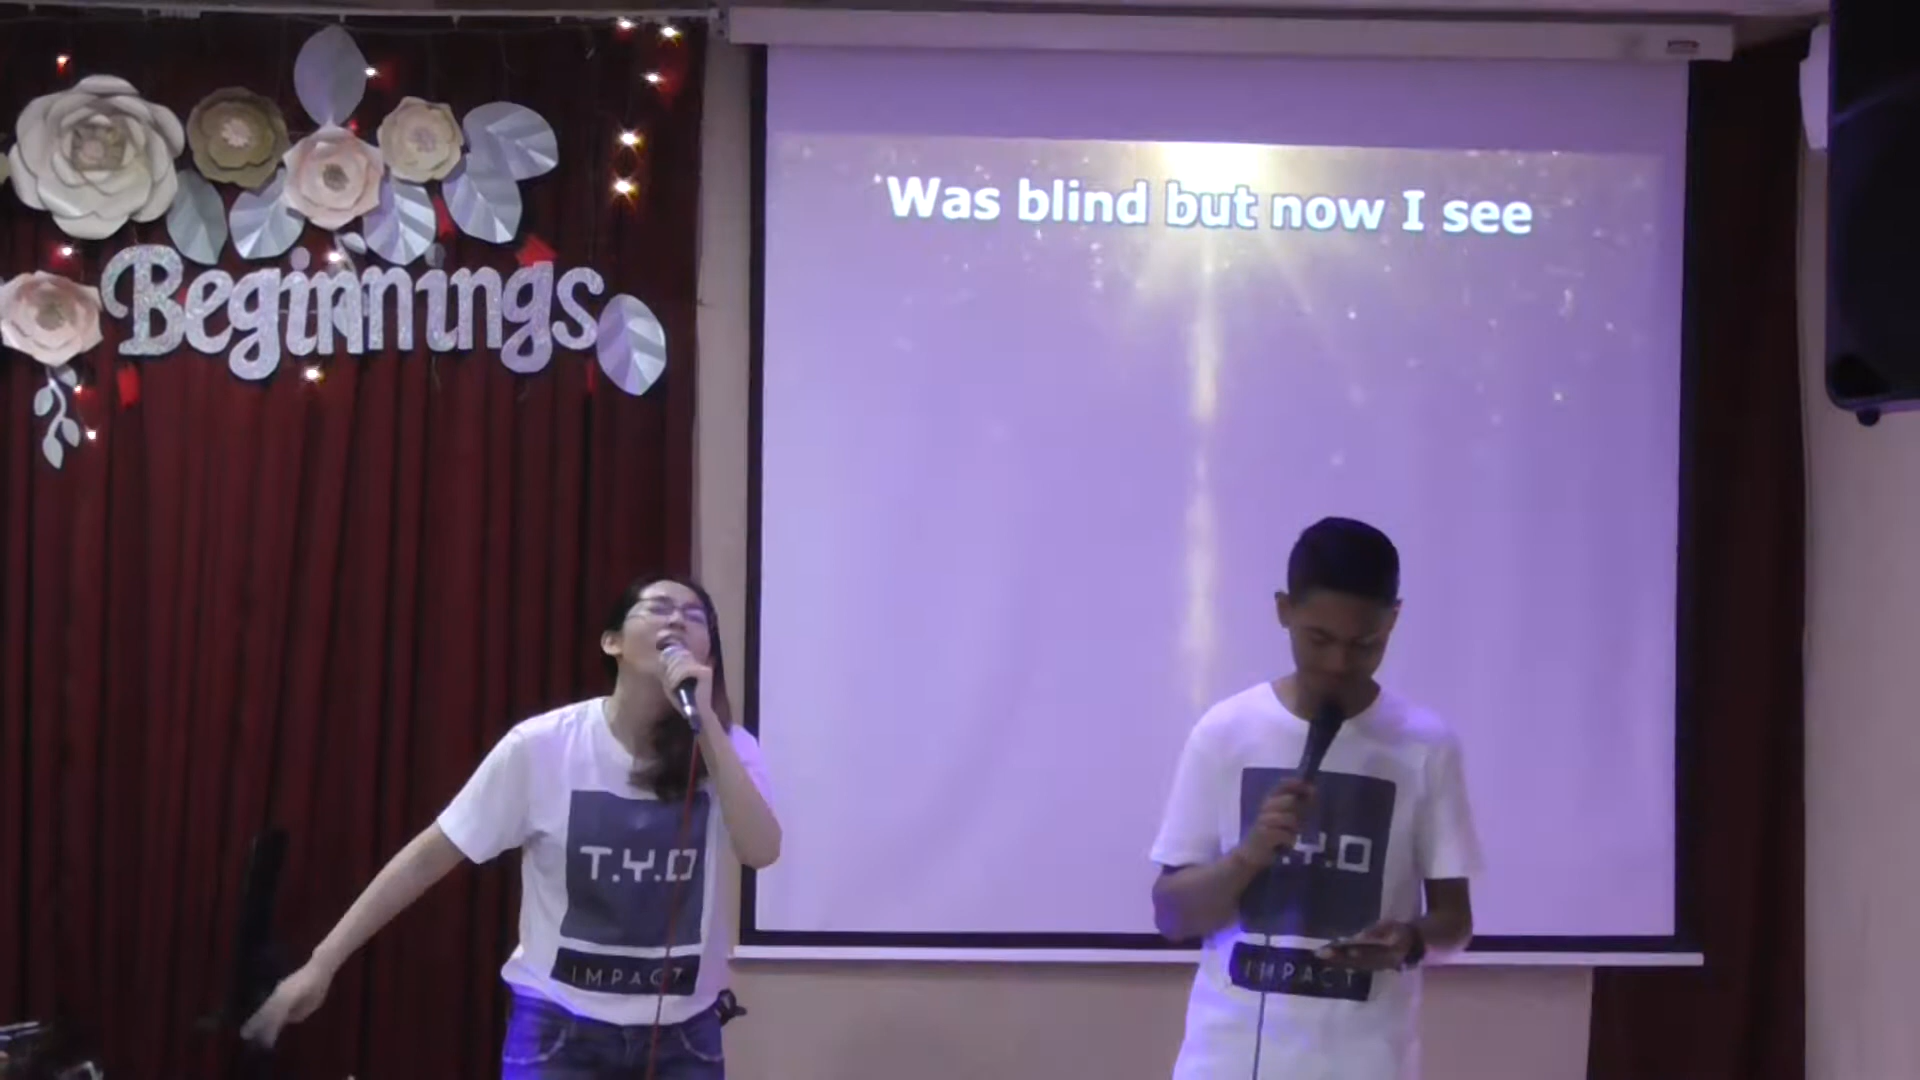 Beginnings
Was blind but now I see
T.Y.O
IMPACT
.Y.O
IMPACT